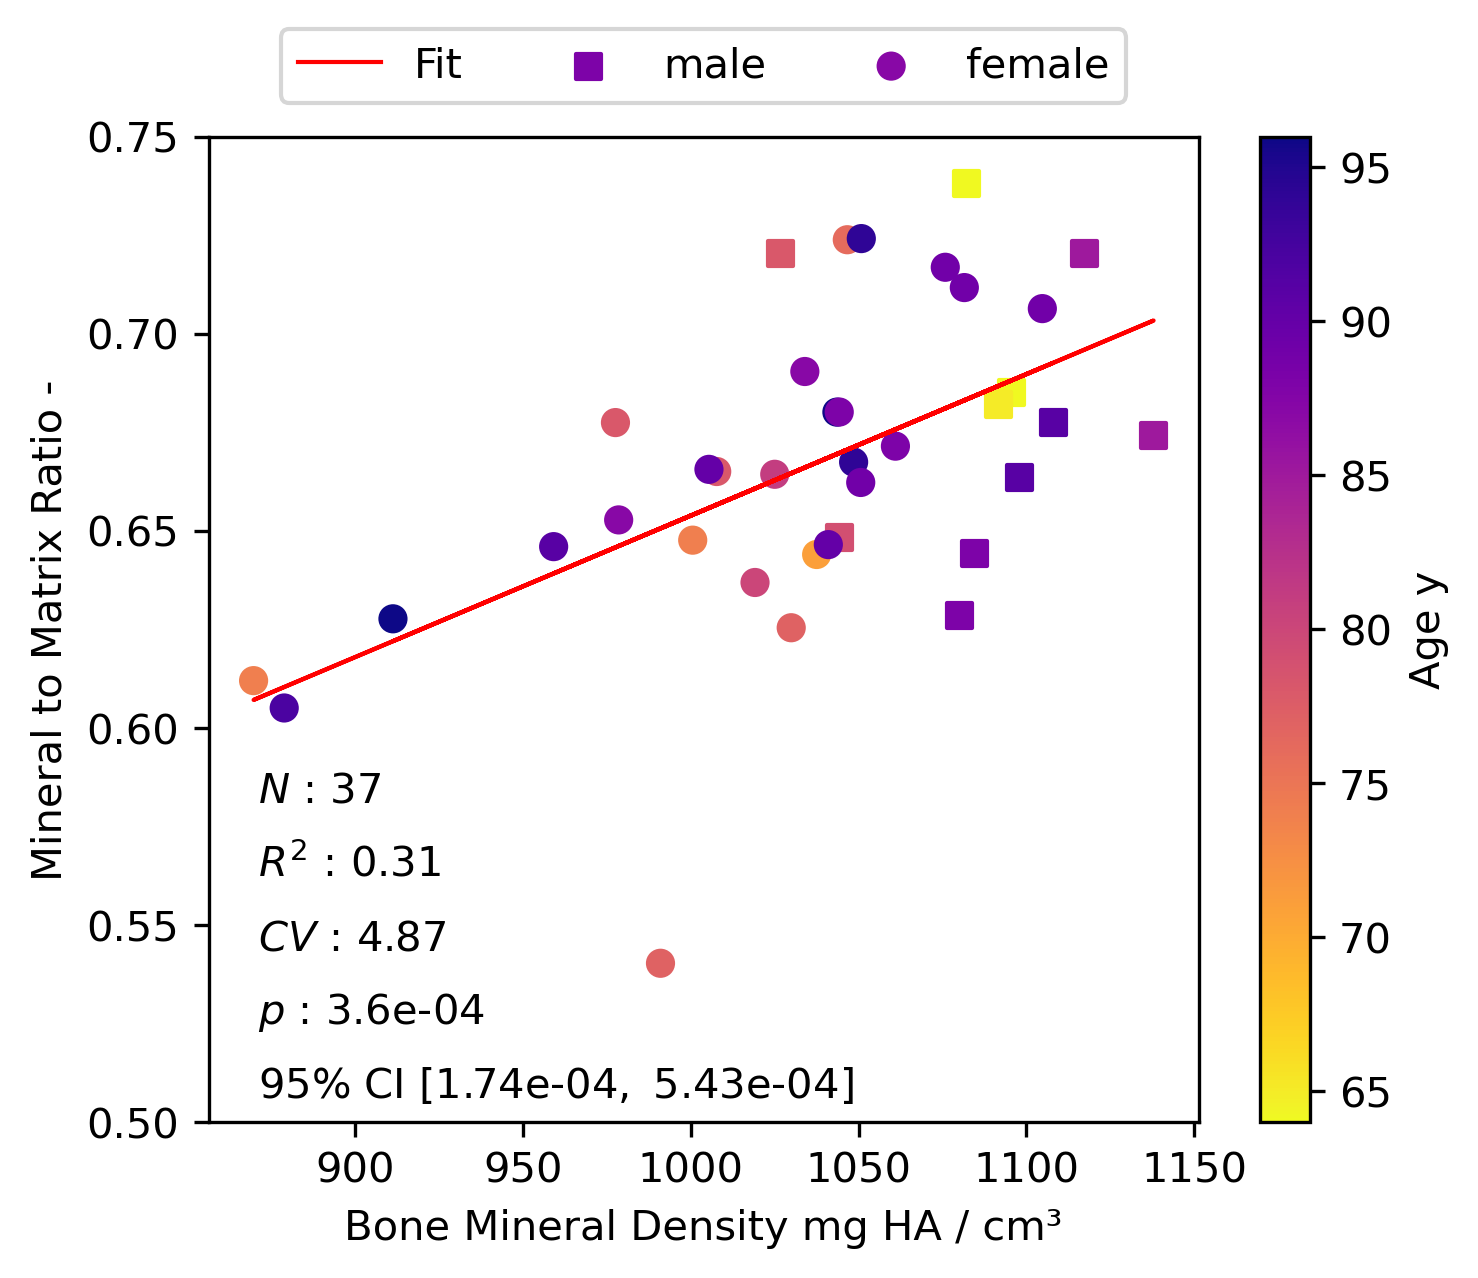 Fit male female
0.75
0.70
0.65
0.60
0.55
0.50
Mineral to Matrix Ratio -
N : 37
R² : 0.31
CV : 4.87
p : 3.6e-04
95% CI [1.74e-04, 5.43e-04]
900 950 1000 1050 1100 1150
Bone Mineral Density mg HA / cm³
95
90
85
80
75
70
65
Age y